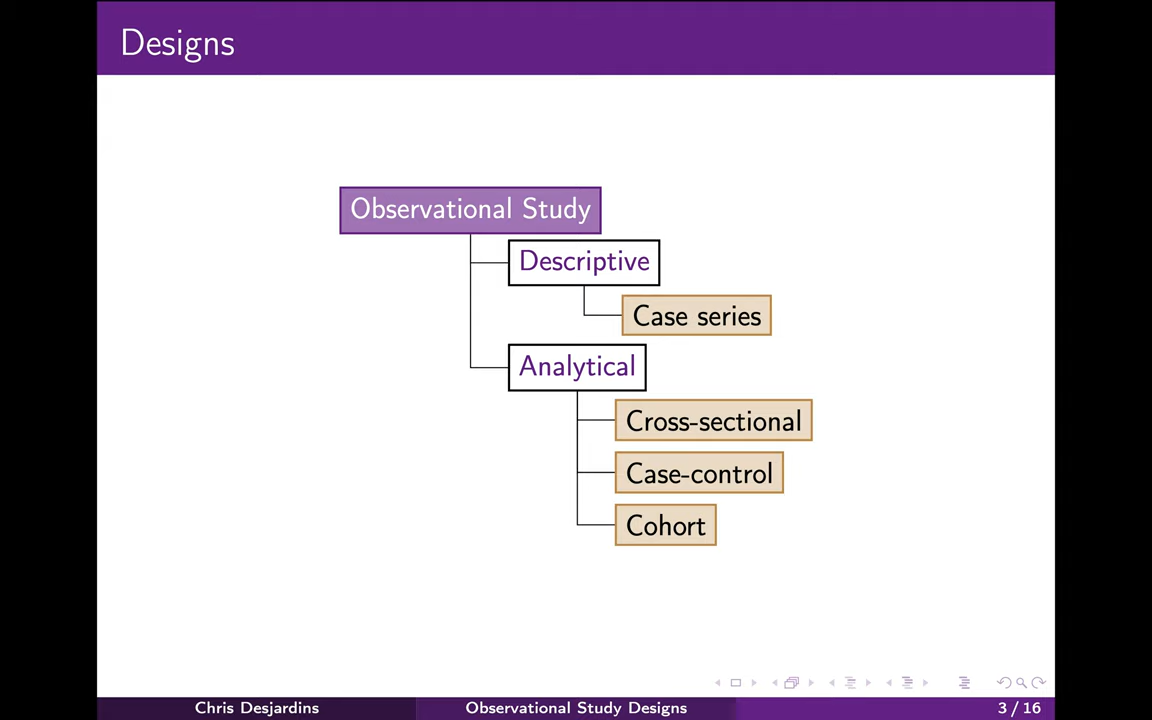 Designs
Observational Study
Descriptive
Case series
Analytical
Cross-sectional
Case-control
Cohort
Chris Desjardins
Observational Study Designs
3 / 16